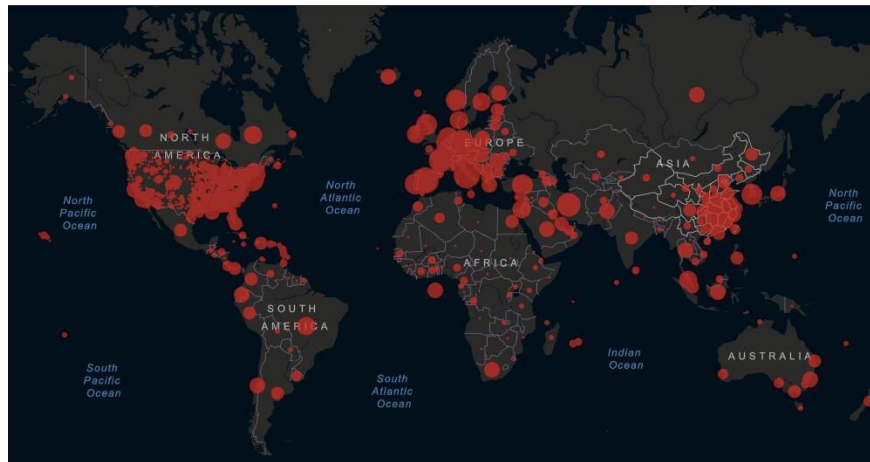 NORTH
AMERICA
EUROPE
ASIA
North
Pacific
Ocean
North
Atlantic
Ocean
North
Pacific
Ocean
AFRICA
SOUTH
AMERICA
South
Pacific
Ocean
South
Atlantic
Ocean
Indian
Ocean
AUSTRALIA